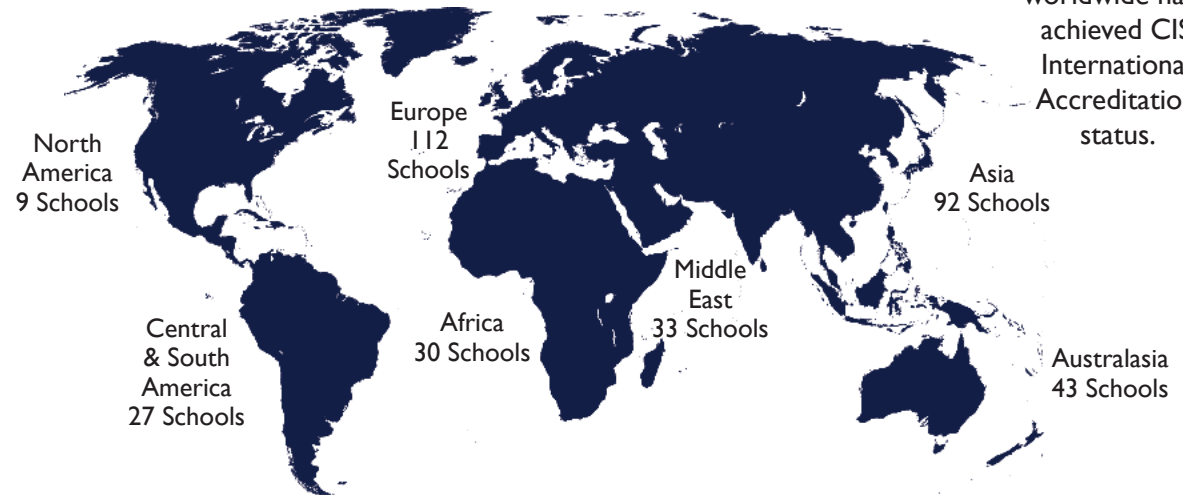 achieved CIS
status.
Europe
112
Schools
North
America
9 Schools
Asia
92 Schools
Middle
East
33 Schools
Africa
30 Schools
Central
& South
America
27 Schools
Australasia
43 Schools